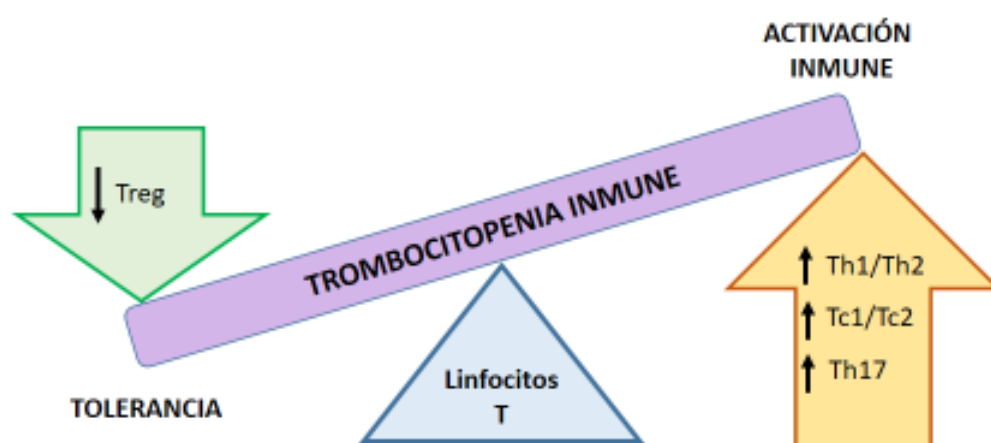 ACTIVACIÓN
INMUNE
Treg
TROMBOCITOPENIA INMUNE
Th1/Th2
Tc1/Tc2
Th17
Linfocitos
T
TOLERANCIA